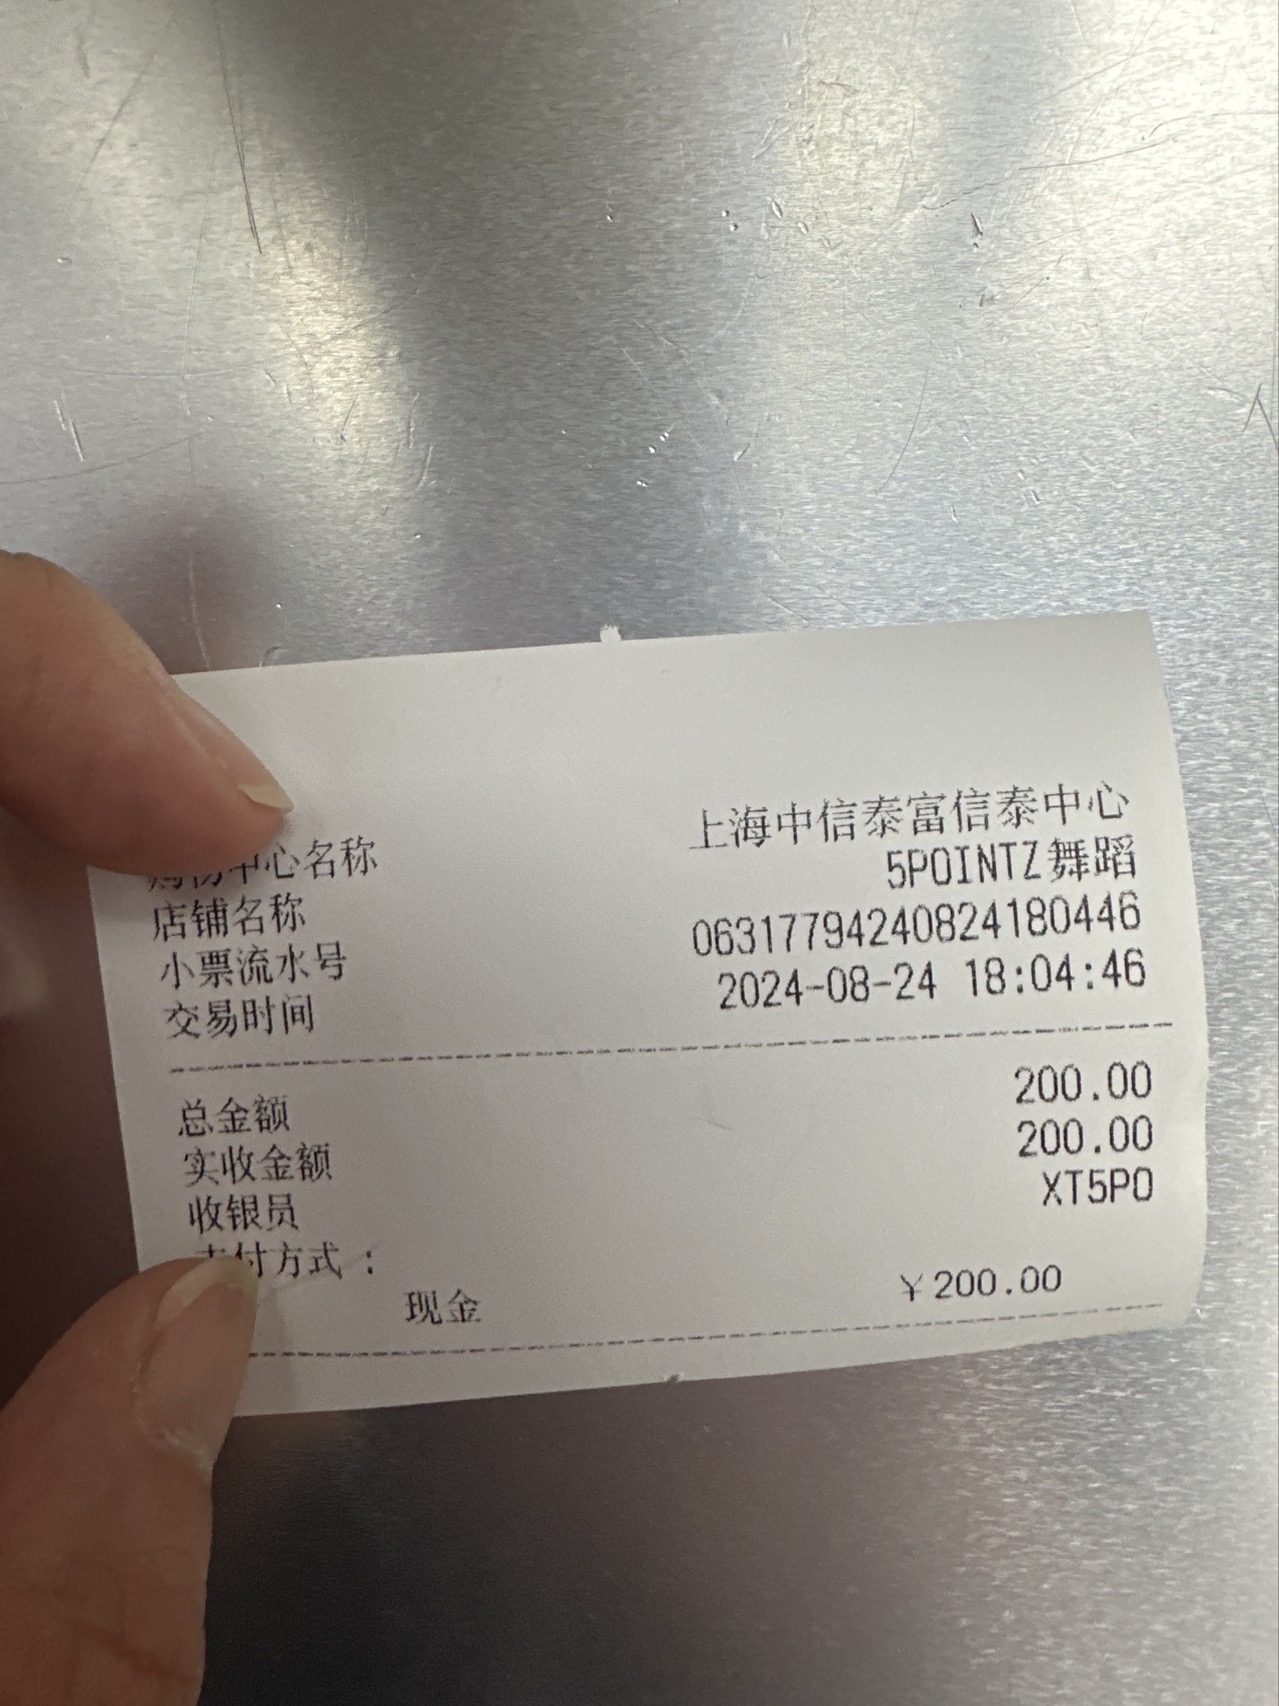 购物中心名称 上海中信泰富信泰中心
店铺名称 5POINTZ舞蹈
小票流水号 06317794240824180446
交易时间 2024-08-24 18:04:46
总金额 200.00
实收金额 200.00
收银员 XT5PO
支付方式：
现金 ￥200.00